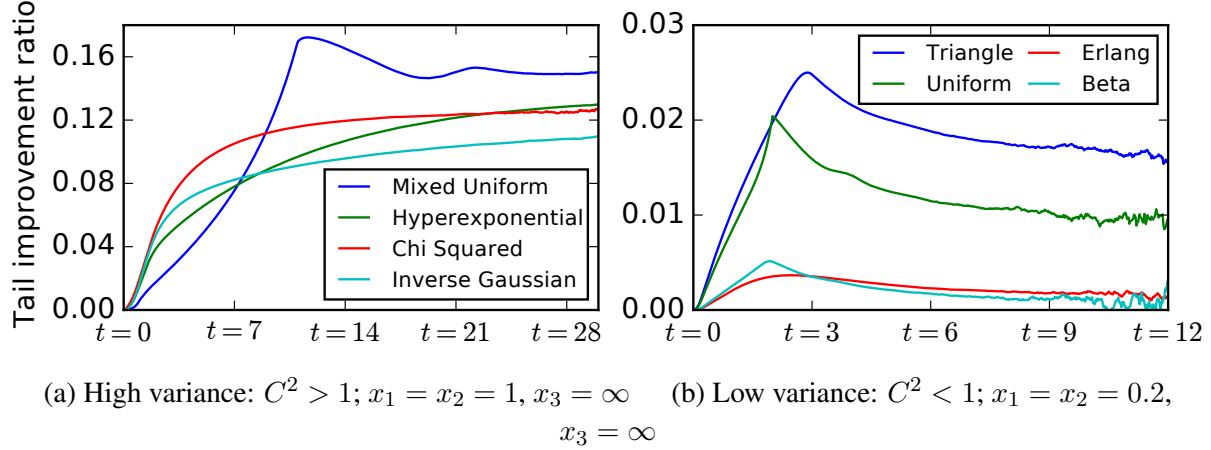 Tail improvement ratio
0.16
0.12
0.08
0.04
0.00
t = 0
t = 7
t = 14
t = 21
t = 28
Mixed Uniform
Hyperexponential
Chi Squared
Inverse Gaussian
0.03
0.02
0.01
0.00
t = 0
t = 3
t = 6
t = 9
t = 12
Triangle
Uniform
Erlang
Beta
(a) High variance: C² > 1; x₁ = x₂ = 1, x₃ = ∞
(b) Low variance: C² < 1; x₁ = x₂ = 0.2,
x₃ = ∞